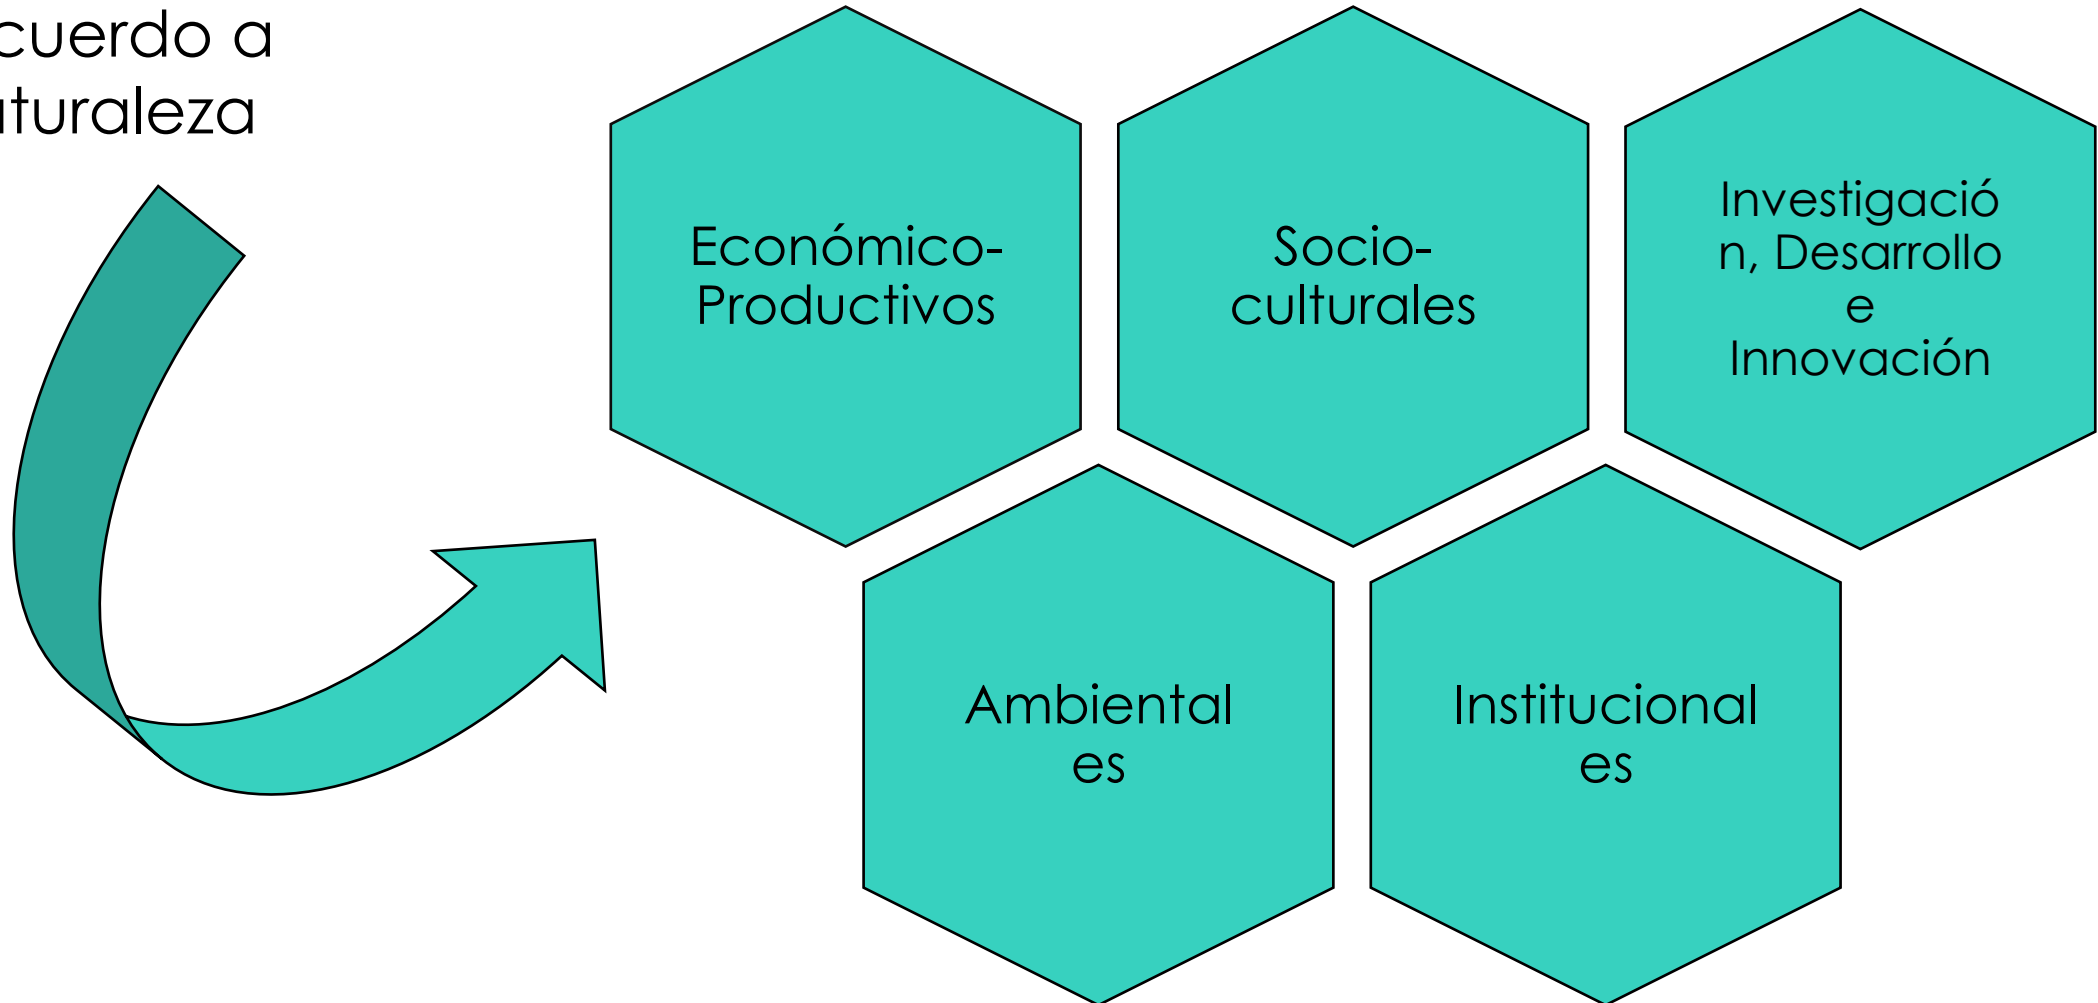 cuerdo a
turaleza
Económico-
Productivos
Socio-
culturales
Investigació
n, Desarrollo
e
Innovación
Ambiental
es
Institucional
es